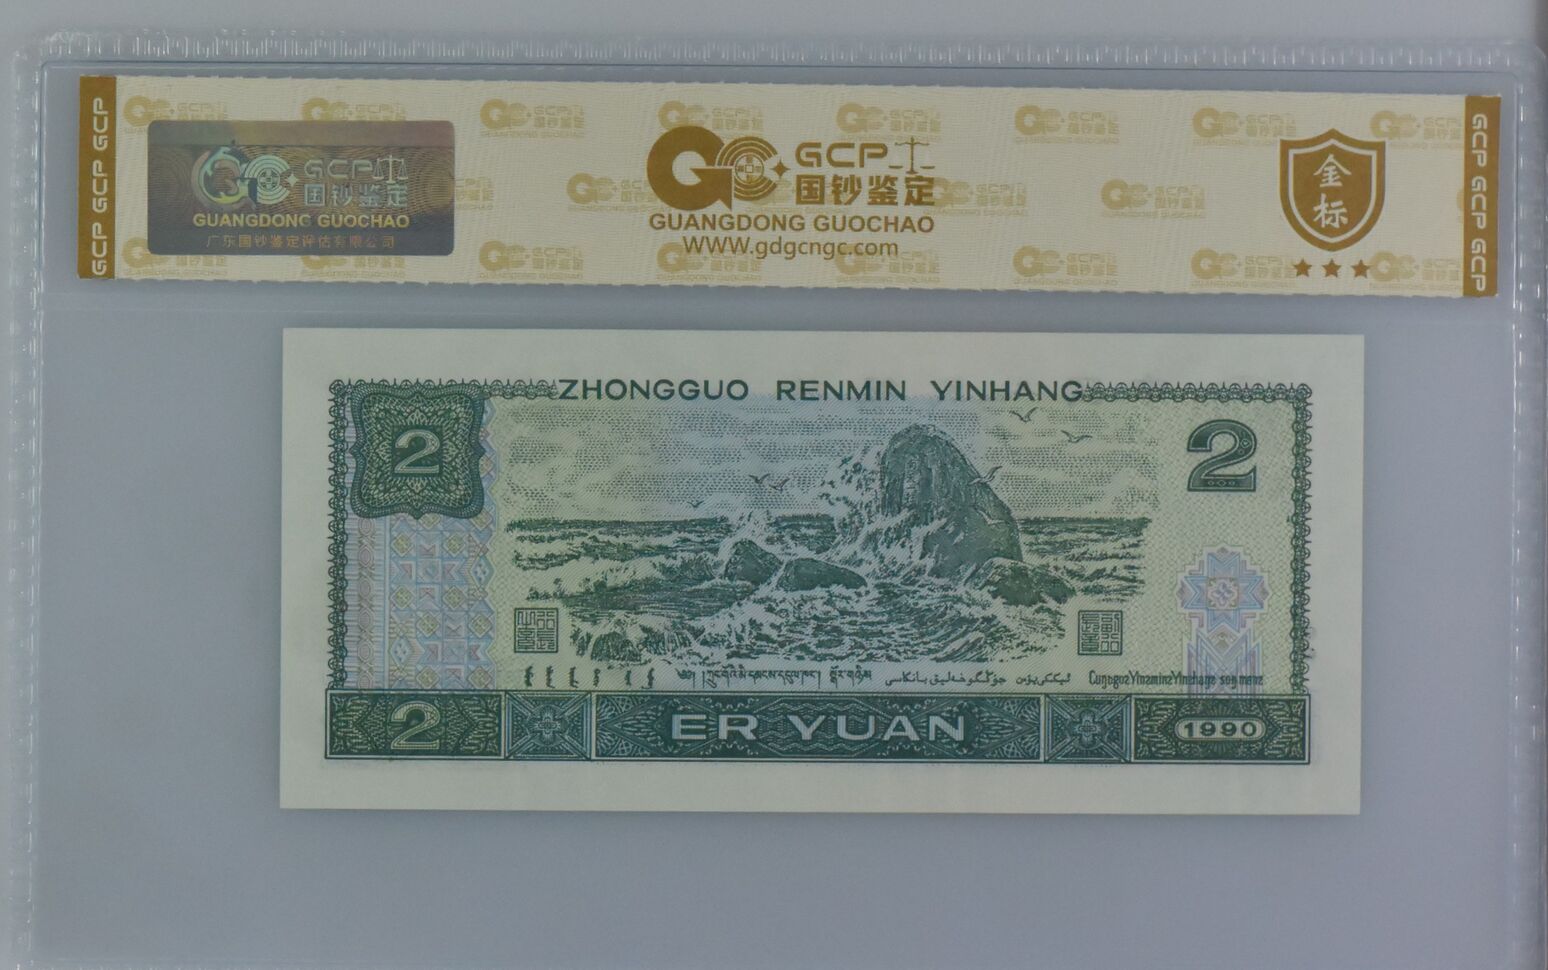 GCP GCP GCP
GCP
国钞鉴定
GUANGDONG GUOCHAO
广东国钞鉴定评估有限公司
GCP
国钞鉴定
GUANGDONG GUOCHAO
WWW.gdgcngc.com
金标
GCP GCP GCP
ZHONGGUO RENMIN YINHANG
2
2
2
ER YUAN
1990